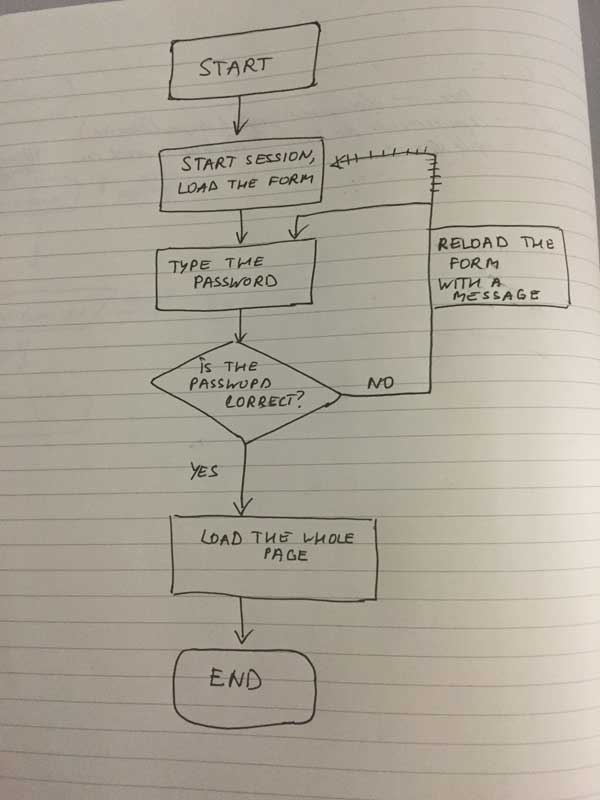 START
START SESSION,
LOAD THE FORM
TYPE THE
PASSWORD
RELOAD THE
FORM
WITH A
MESSAGE
IS THE
PASSWORD
CORRECT?
NO
YES
LOAD THE WHOLE
PAGE
END